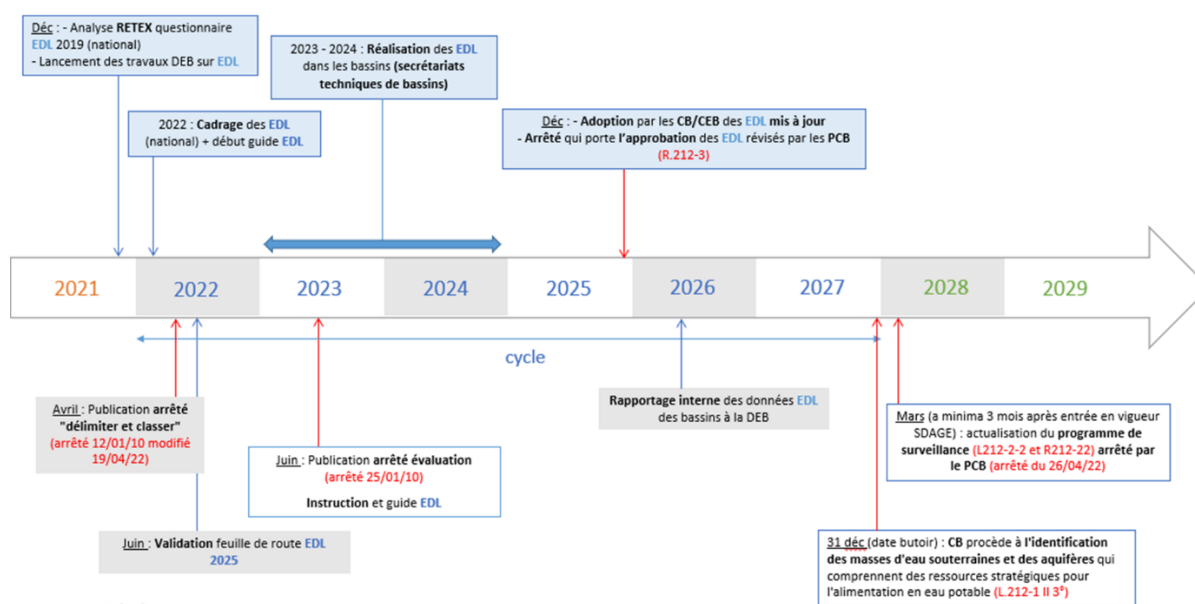 Déc : - Analyse RETEX questionnaire
EDL 2019 (national)
- Lancement des travaux DEB sur EDL
2023 - 2024 : Réalisation des EDL
dans les bassins (secrétariats
techniques de bassins)
2022 : Cadrage des EDL
(national) + début guide EDL
Déc : - Adoption par les CB/CEB des EDL mis à jour
- Arrêté qui porte l'approbation des EDL révisés par les PCB
(R.212-3)
2021 2022 2023 2024 2025 2026 2027 2028 2029
cycle
Avril : Publication arrêté
"délimiter et classer"
(arrêté 12/01/10 modifié
19/04/22)
Juin : Publication arrêté évaluation
(arrêté 25/01/10)
Instruction et guide EDL
Juin : Validation feuille de route EDL
2025
Rapportage interne des données EDL
des bassins à la DEB
Mars (a minima 3 mois après entrée en vigueur
SDAGE) : actualisation du programme de
surveillance (L212-2-2 et R212-22) arrêté par
le PCB (arrêté du 26/04/22)
31 déc (date butoir) : CB procède à l'identification
des masses d'eau souterraines et des aquifères qui
comprennent des ressources stratégiques pour
l'alimentation en eau potable (L.212-1 II 3°)